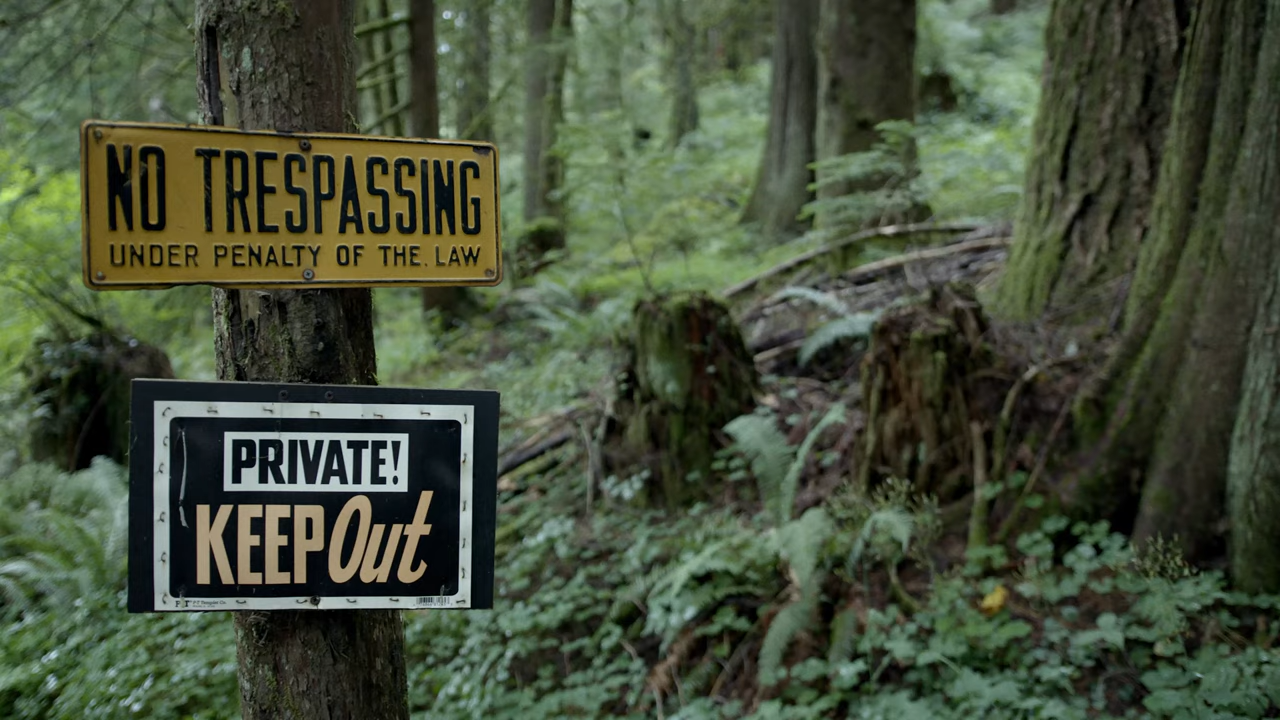 NO TRESPASSING
UNDER PENALTY OF THE. LAW
PRIVATE!
KEEP Out